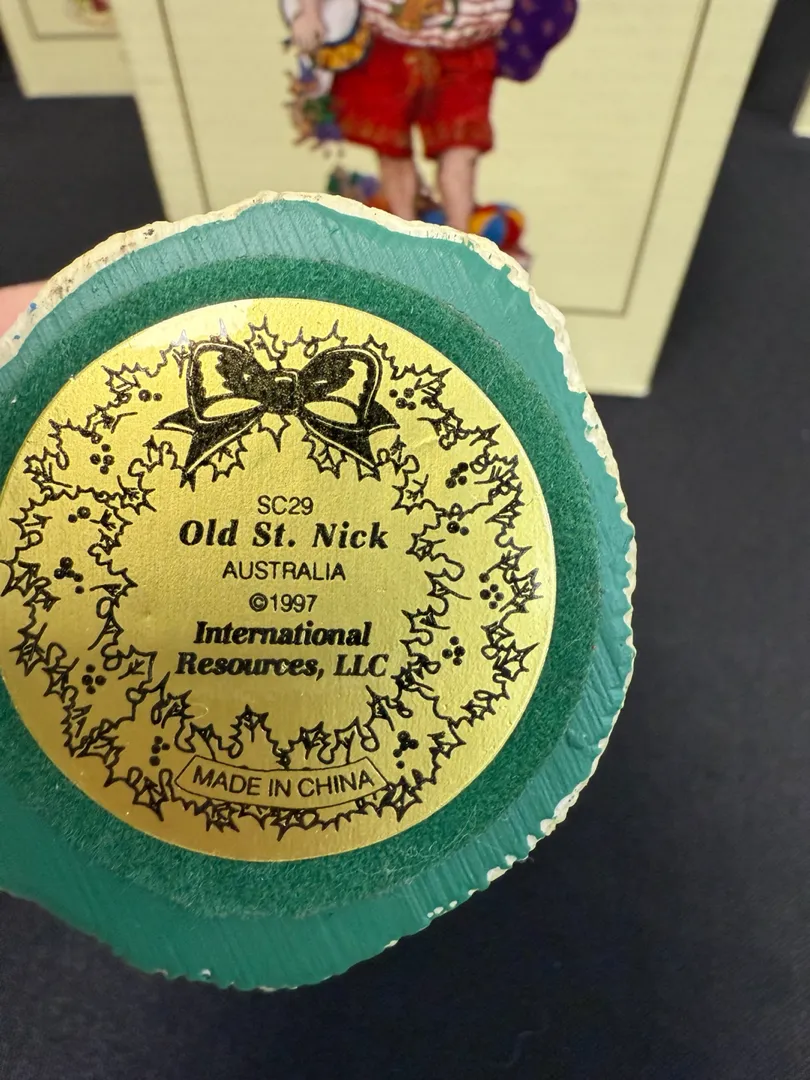 SC29
Old St. Nick
AUSTRALIA
©1997
International
Resources, LLC
MADE IN CHINA